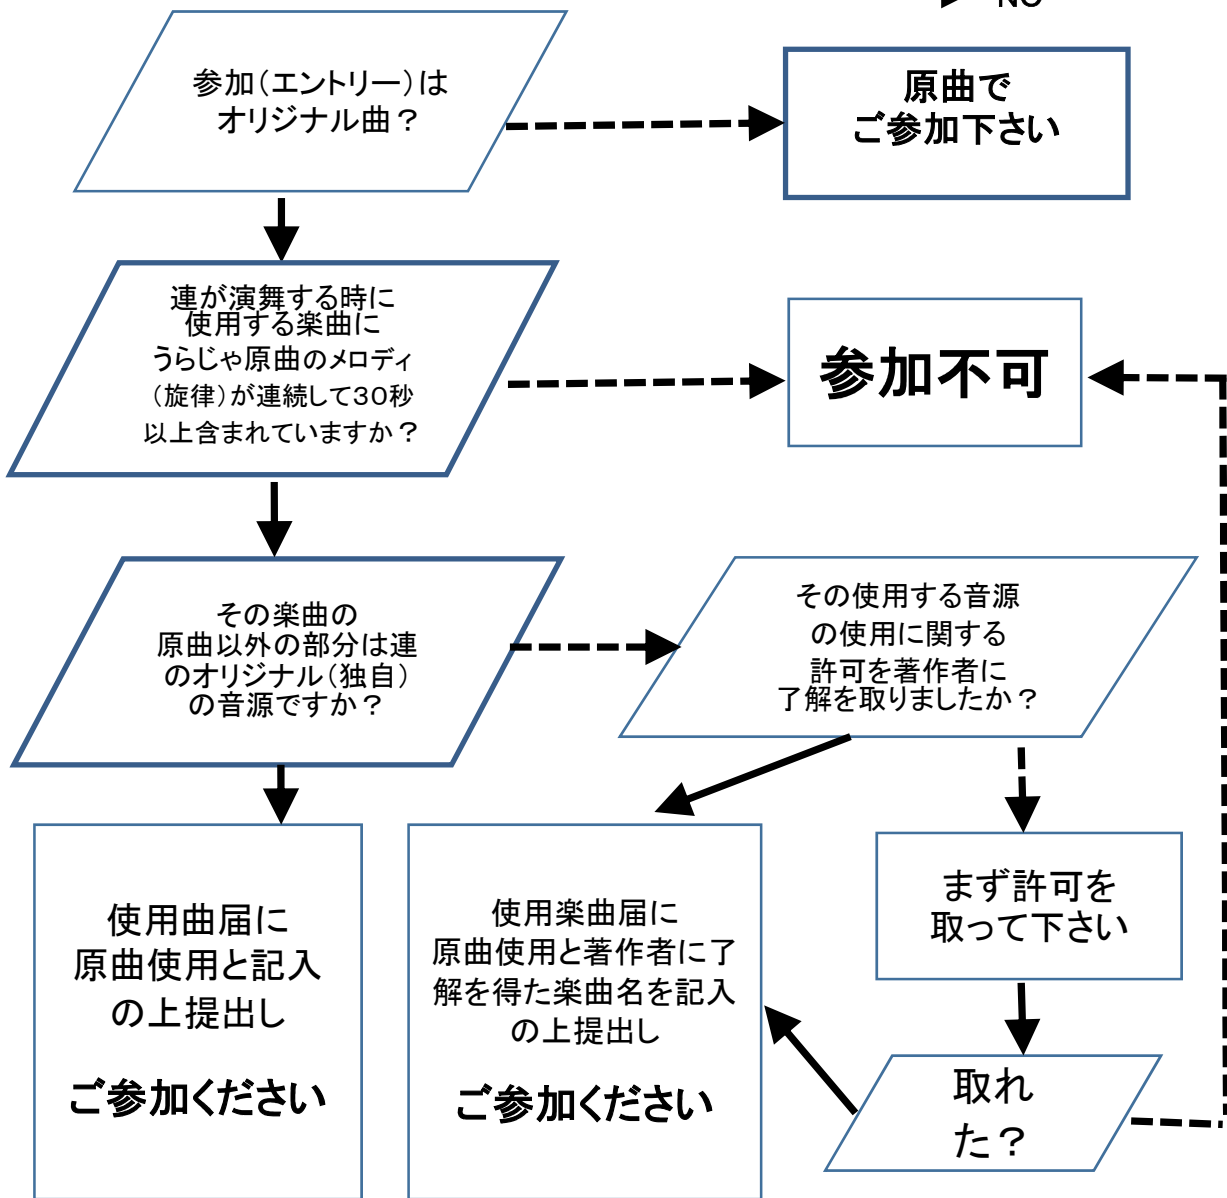 NO
参加（エントリー）は
オリジナル曲？
原曲で
ご参加下さい
連が演舞する時に
使用する楽曲に
うらじゃ原曲のメロディ
（旋律）が連続して３０秒
以上含まれていますか？
参加不可
その楽曲の
原曲以外の部分は連
のオリジナル（独自）
の音源ですか？
その使用する音源
の使用に関する
許可を著作者に
了解を取りましたか？
使用曲届に
原曲使用と記入
の上提出し
ご参加ください
使用楽曲届に
原曲使用と著作者に了
解を得た楽曲名を記入
の上提出し
ご参加ください
まず許可を
取って下さい
取れ
た？